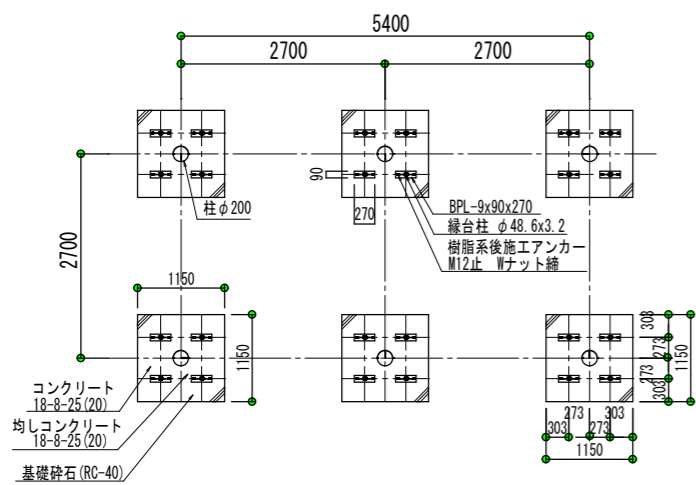 5400
2700
2700
90
270
柱φ200
BPL-9x90x270
縁台柱 φ48.6x3.2
樹脂系後施工アンカー
M12止 Wナット締
2700
1150
1150
コンクリート
18-8-25(20)
均しコンクリート
18-8-25(20)
基礎砕石(RC-40)
303
273
273
303
1150
273
303
303
273
1150